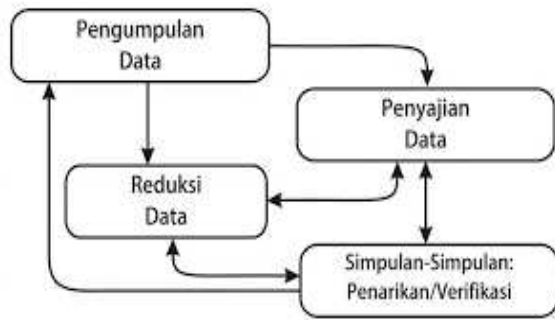 Pengumpulan
Data
Penyajian
Data
Reduksi
Data
Simpulan-Simpulan:
Penarikan/Verifikasi